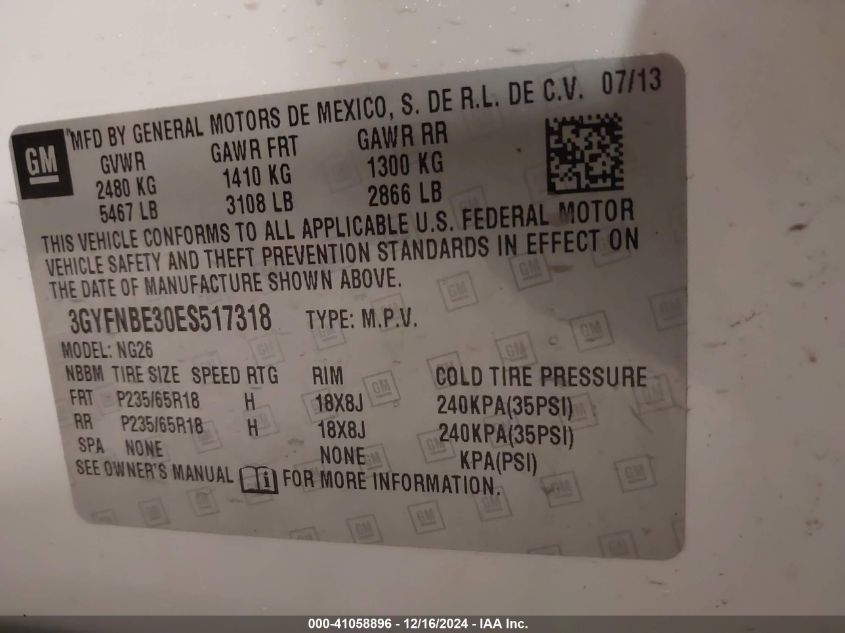 MFD BY GENERAL MOTORS DE MEXICO, S. DE R.L. DE C.V. 07/13
GM
GVWR GAWR FRT GAWR RR
2480 KG 1410 KG 1300 KG
5467 LB 3108 LB 2866 LB
THIS VEHICLE CONFORMS TO ALL APPLICABLE U.S. FEDERAL MOTOR
VEHICLE SAFETY AND THEFT PREVENTION STANDARDS IN EFFECT ON
THE DATE OF MANUFACTURE SHOWN ABOVE.
3GYFNBE30ES517318 TYPE: M.P.V.
MODEL: NG26
NBBM TIRE SIZE SPEED RTG RIM COLD TIRE PRESSURE
FRT P235/65R18 H 18X8J 240KPA(35PSI)
RR P235/65R18 H 18X8J 240KPA(35PSI)
SPA NONE NONE KPA(PSI)
SEE OWNER'S MANUAL FOR MORE INFORMATION.
000-41058896 - 12/16/2024 - IAA Inc.